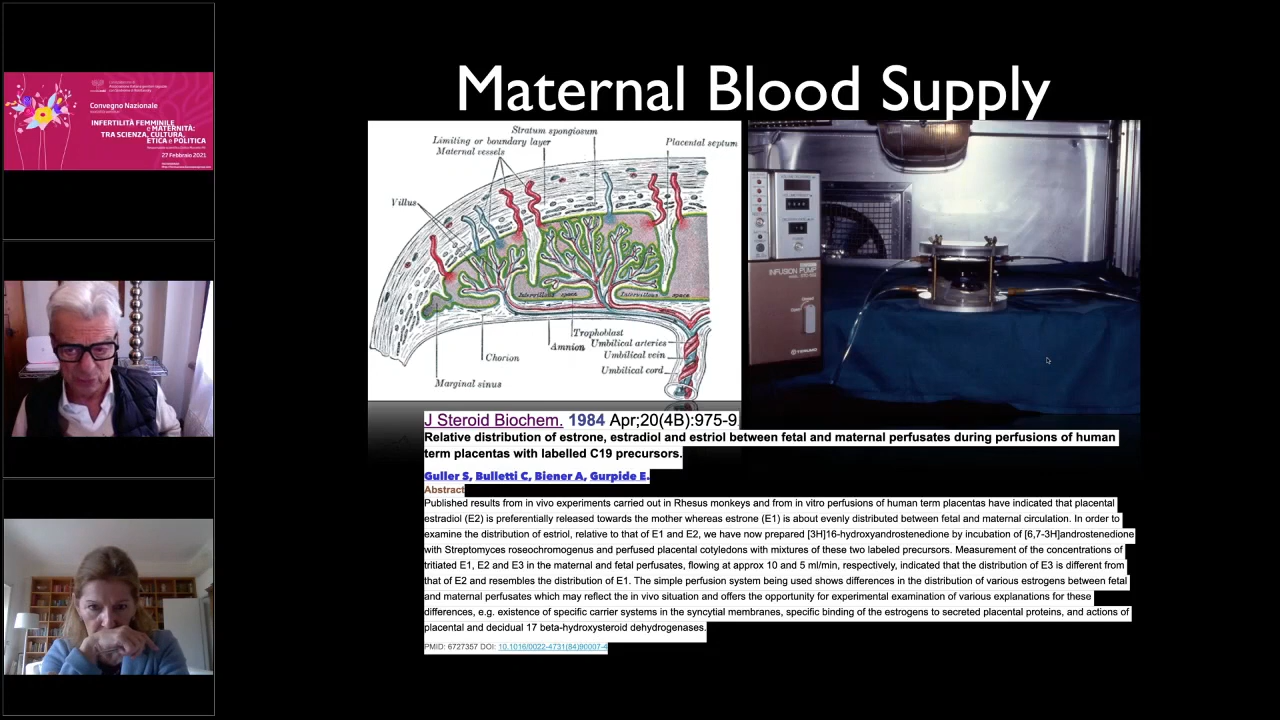 Convegno Nazionale
INFERTILITÀ FEMMINILE
e MATERNITÀ:
TRA SCIENZA, CULTURA,
ETICA e POLITICA
27 Febbraio 2021
Maternal Blood Supply
Stratum spongiosum
Limiting or boundary layer
Maternal vessels
Placental septum
Villus
Intervillous space
Intervillous space
Trophoblast
Amnion
Umbilical arteries
Umbilical vein
Chorion
Umbilical cord
Marginal sinus
INFUSION PUMP
TERUMO
J Steroid Biochem. 1984 Apr;20(4B):975-9.
Relative distribution of estrone, estradiol and estriol between fetal and maternal perfusates during perfusions of human
term placentas with labelled C19 precursors.
Guller S, Bulletti C, Biener A, Gurpide E.
Abstract
Published results from in vivo experiments carried out in Rhesus monkeys and from in vitro perfusions of human term placentas have indicated that placental
estradiol (E2) is preferentially released towards the mother whereas estrone (E1) is about evenly distributed between fetal and maternal circulation. In order to
examine the distribution of estriol, relative to that of E1 and E2, we have now prepared [3H]16-hydroxyandrostenedione by incubation of [6,7-3H]androstenedione
with Streptomyces roseochromogenus and perfused placental cotyledons with mixtures of these two labeled precursors. Measurement of the concentrations of
tritiated E1, E2 and E3 in the maternal and fetal perfusates, flowing at approx 10 and 5 ml/min, respectively, indicated that the distribution of E3 is different from
that of E2 and resembles the distribution of E1. The simple perfusion system being used shows differences in the distribution of various estrogens between fetal
and maternal perfusates which may reflect the in vivo situation and offers the opportunity for experimental examination of various explanations for these
differences, e.g. existence of specific carrier systems in the syncytial membranes, specific binding of the estrogens to secreted placental proteins, and actions of
placental and decidual 17 beta-hydroxysteroid dehydrogenases.
PMID: 6727357 DOI: 10.1016/0022-4731(84)90007-4